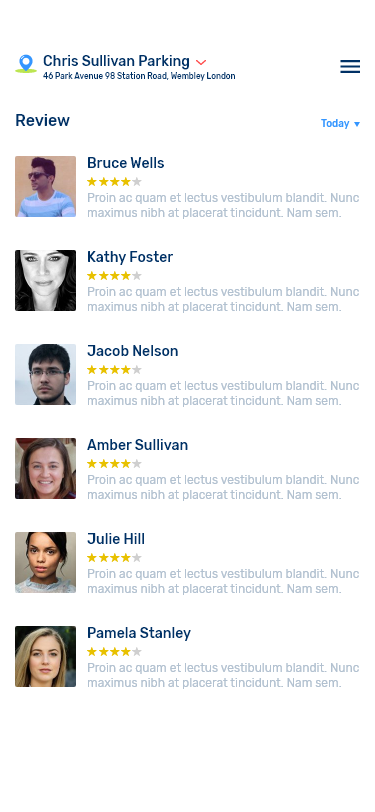 Chris Sullivan Parking
46 Park Avenue 98 Station Road, Wembley London
Review
Today
Bruce Wells
Proin ac quam et lectus vestibulum blandit. Nunc
maximus nibh at placerat tincidunt. Nam sem.
Kathy Foster
Proin ac quam et lectus vestibulum blandit. Nunc
maximus nibh at placerat tincidunt. Nam sem.
Jacob Nelson
Proin ac quam et lectus vestibulum blandit. Nunc
maximus nibh at placerat tincidunt. Nam sem.
Amber Sullivan
Proin ac quam et lectus vestibulum blandit. Nunc
maximus nibh at placerat tincidunt. Nam sem.
Julie Hill
Proin ac quam et lectus vestibulum blandit. Nunc
maximus nibh at placerat tincidunt. Nam sem.
Pamela Stanley
Proin ac quam et lectus vestibulum blandit. Nunc
maximus nibh at placerat tincidunt. Nam sem.